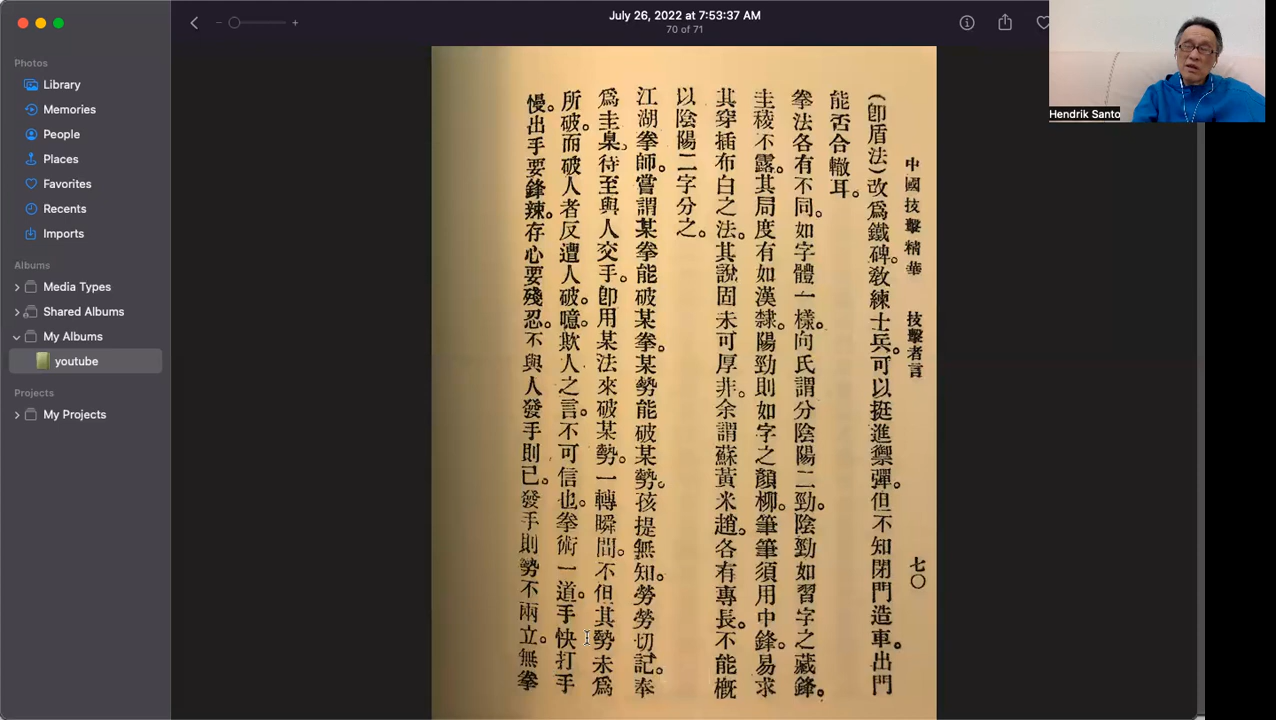 July 26, 2022 at 7:53:37 AM
70 of 71
Photos
Library
Memories
People
Places
Favorites
Recents
Imports
Albums
Media Types
Shared Albums
My Albums
youtube
Projects
My Projects
Hendrik Santo
中國技擊精華 技擊者言 七〇
(卽盾法)改爲鐵碑。敎練士兵。可以挺進禦彈。但不知閉門造車。出門
能否合轍耳。
拳法各有不同。如字體一樣。向氏謂分陰陽二勁。陰勁如習字之藏鋒。
圭稜不露。其局度有如漢隸。陽勁則如字之顏柳。筆筆須用中鋒。易求
其穿插布白之法。其說固未可厚非。余謂蘇黃米趙。各有專長。不能槪
以陰陽二字分之。
江湖拳師。嘗謂某拳能破某拳。某勢能破某勢。孩提無知。勞勞切記。奉
爲圭臬。待至與人交手。卽用某法來破某勢。一轉瞬間。不但其勢未爲
所破。而破人者反遭人破。噫。欺人之言。不可信也。拳術一道。手快打手
慢。出手要鋒辣。存心要殘忍。不與人發手則已。發手則勢不兩立。無拳